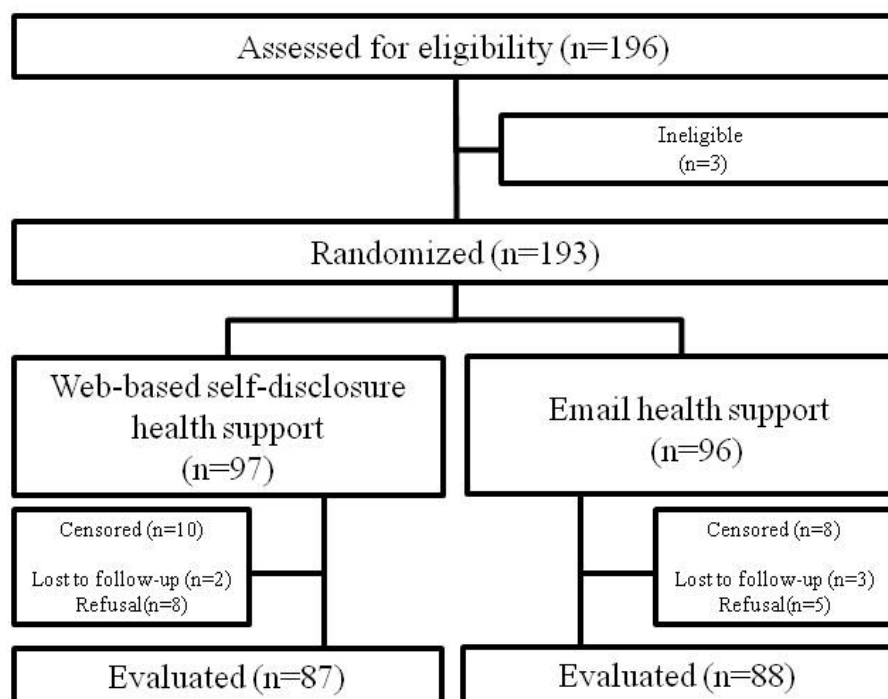 Assessed for eligibility (n=196)
Ineligible
(n=3)
Randomized (n=193)
Web-based self-disclosure
health support
(n=97)
Email health support
(n=96)
Censored (n=10)
Lost to follow-up (n=2)
Refusal(n=8)
Censored (n=8)
Lost to follow-up (n=3)
Refusal(n=5)
Evaluated (n=87)
Evaluated (n=88)